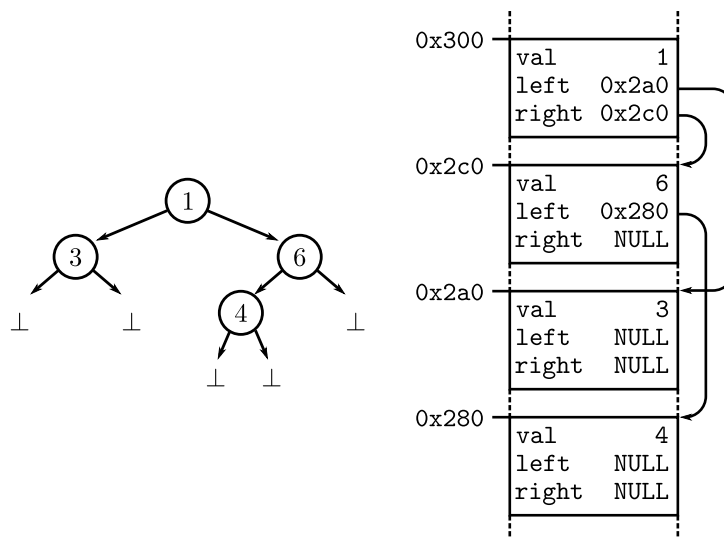 1
3
6
4
⊥
⊥
⊥
⊥
⊥
0x300
val 1
left 0x2a0
right 0x2c0
0x2c0
val 6
left 0x280
right NULL
0x2a0
val 3
left NULL
right NULL
0x280
val 4
left NULL
right NULL